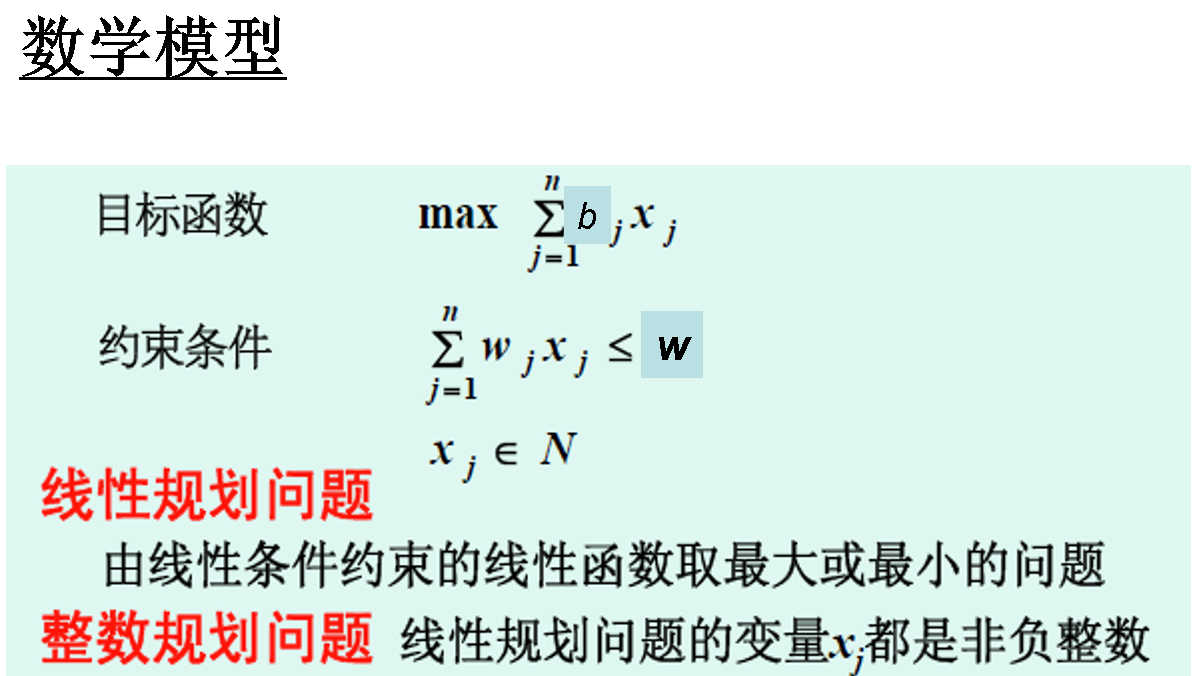 数学模型
目标函数 max ∑_{j=1}^{n} b_j x_j
约束条件 ∑_{j=1}^{n} w_j x_j ≤ w
x_j ∈ N
线性规划问题
由线性条件约束的线性函数取最大或最小的问题
整数规划问题 线性规划问题的变量x_j都是非负整数